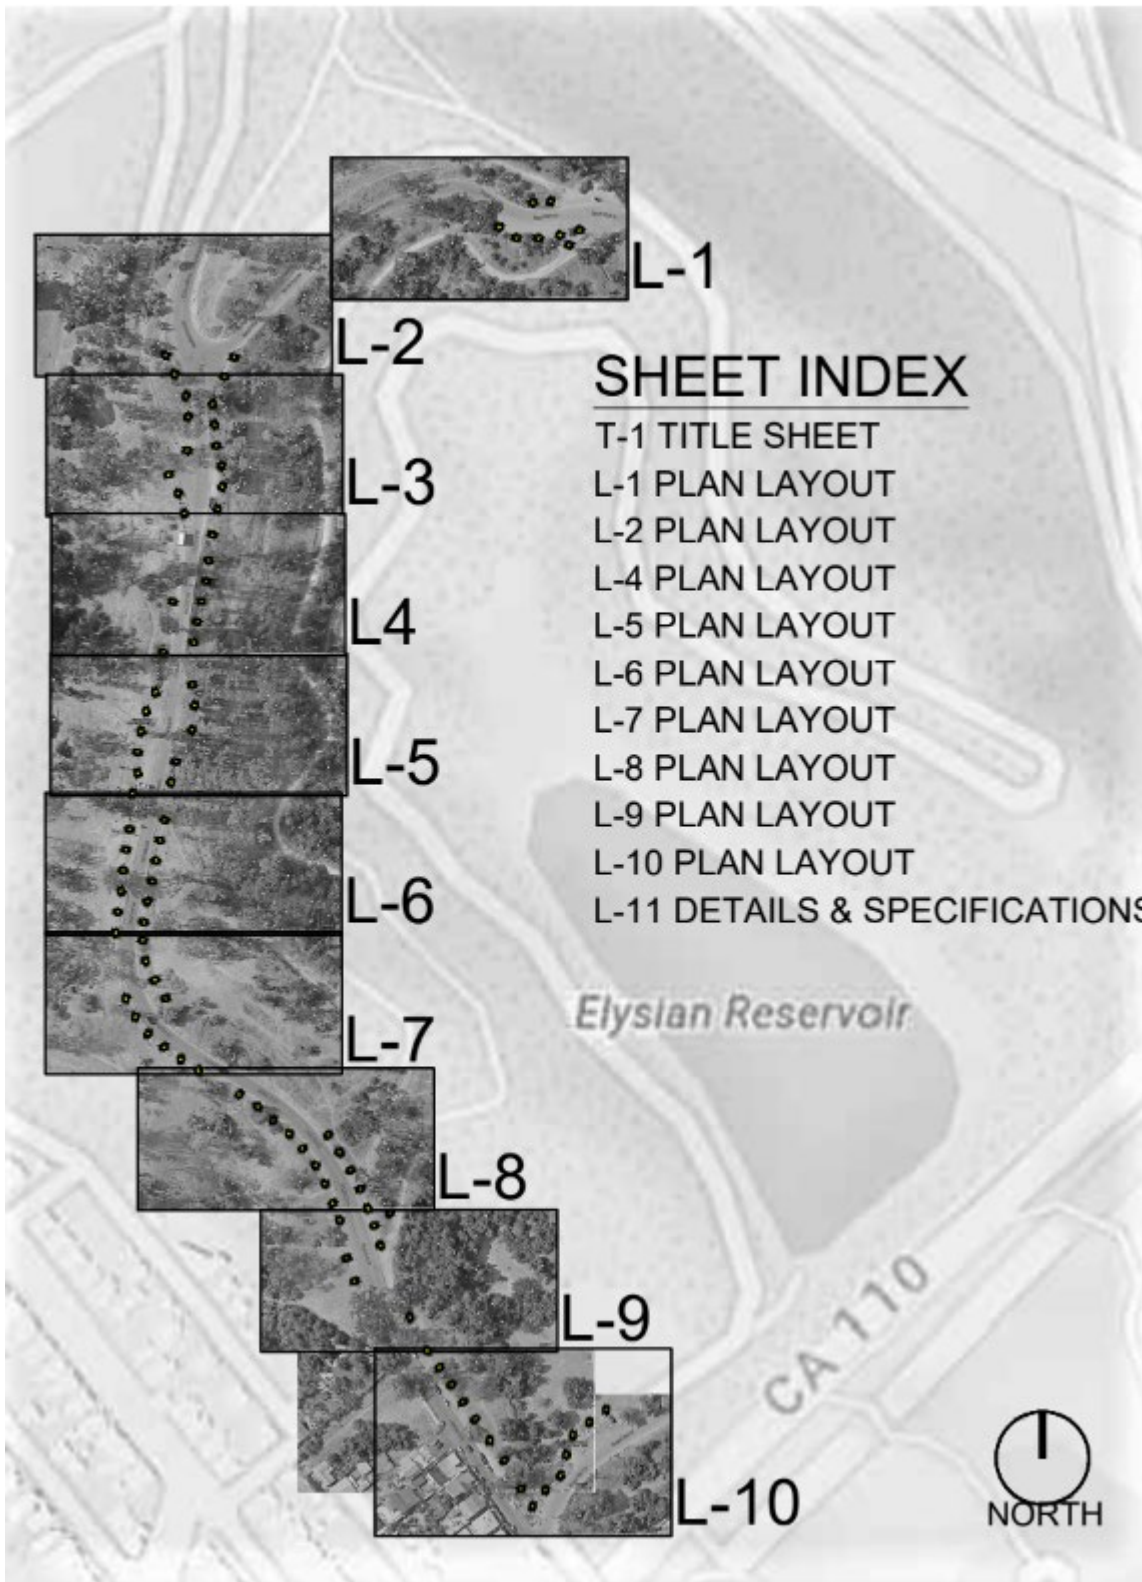 L-1
L-2
SHEET INDEX
T-1 TITLE SHEET
L-1 PLAN LAYOUT
L-3
L-2 PLAN LAYOUT
L-4 PLAN LAYOUT
L4
L-5 PLAN LAYOUT
L-6 PLAN LAYOUT
L-7 PLAN LAYOUT
L-5
L-8 PLAN LAYOUT
L-9 PLAN LAYOUT
L-10 PLAN LAYOUT
L-6
L-11 DETAILS & SPECIFICATIONS
Elysian Reservoir
L-7
L-8
L-9
CA 110
L-10
NORTH